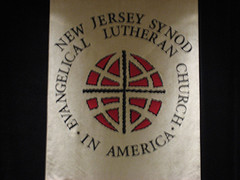 NEW JERSEY SYNOD
EVANGELICAL LUTHERAN CHURCH
· IN AMERICA ·